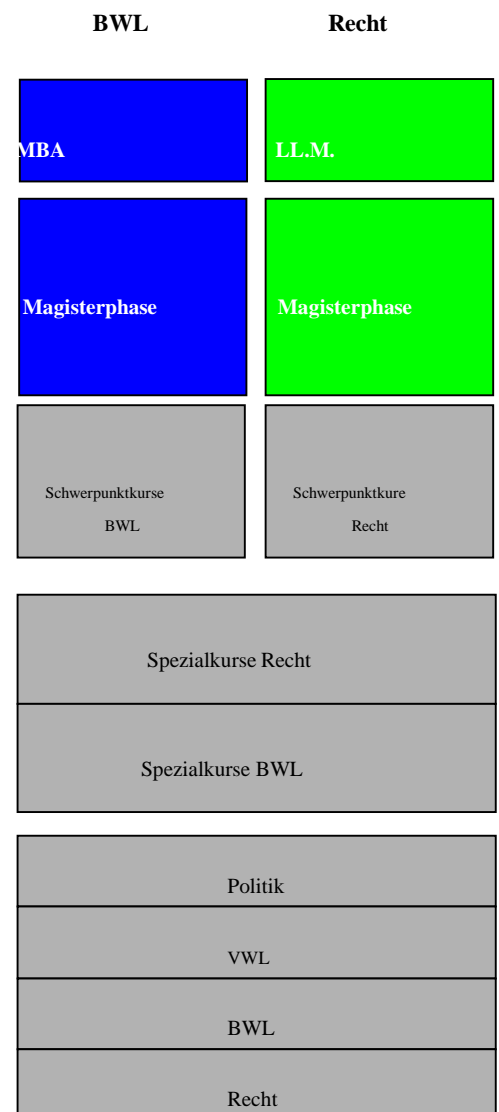 BWL Recht
MBA LL.M.
Magisterphase Magisterphase
Schwerpunktkurse Schwerpunktkure
BWL Recht
Spezialkurse Recht
Spezialkurse BWL
Politik
VWL
BWL
Recht